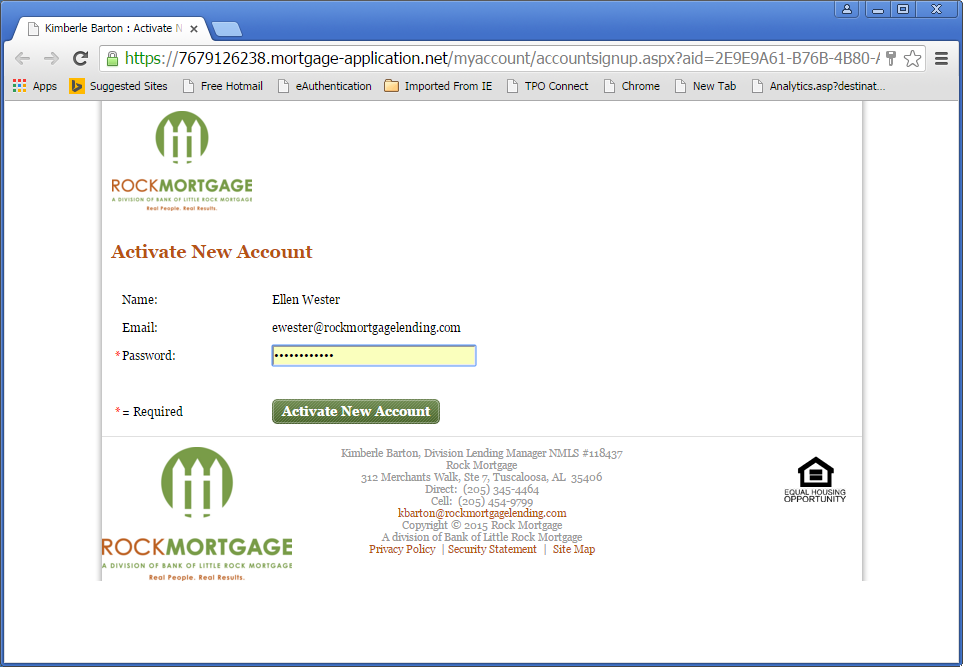 Kimberle Barton : Activate N
https://7679126238.mortgage-application.net/myaccount/accountsignup.aspx?aid=2E9E9A61-B76B-4B80-A
Apps Suggested Sites Free Hotmail eAuthentication Imported From IE TPO Connect Chrome New Tab Analytics.asp?destinat...
ROCKMORTGAGE
A DIVISION OF BANK OF LITTLE ROCK MORTGAGE
Real People. Real Results.
Activate New Account
Name: Ellen Wester
Email: ewester@rockmortgagelending.com
*Password: ••••••••••••
*= Required Activate New Account
Kimberle Barton, Division Lending Manager NMLS #118437
Rock Mortgage
312 Merchants Walk, Ste 7, Tuscaloosa, AL 35406
Direct: (205) 345-4464
Cell: (205) 454-9799
kbarton@rockmortgagelending.com
Copyright © 2015 Rock Mortgage
A division of Bank of Little Rock Mortgage
Privacy Policy | Security Statement | Site Map
ROCKMORTGAGE
A DIVISION OF BANK OF LITTLE ROCK MORTGAGE
Real People. Real Results.
EQUAL HOUSING
OPPORTUNITY